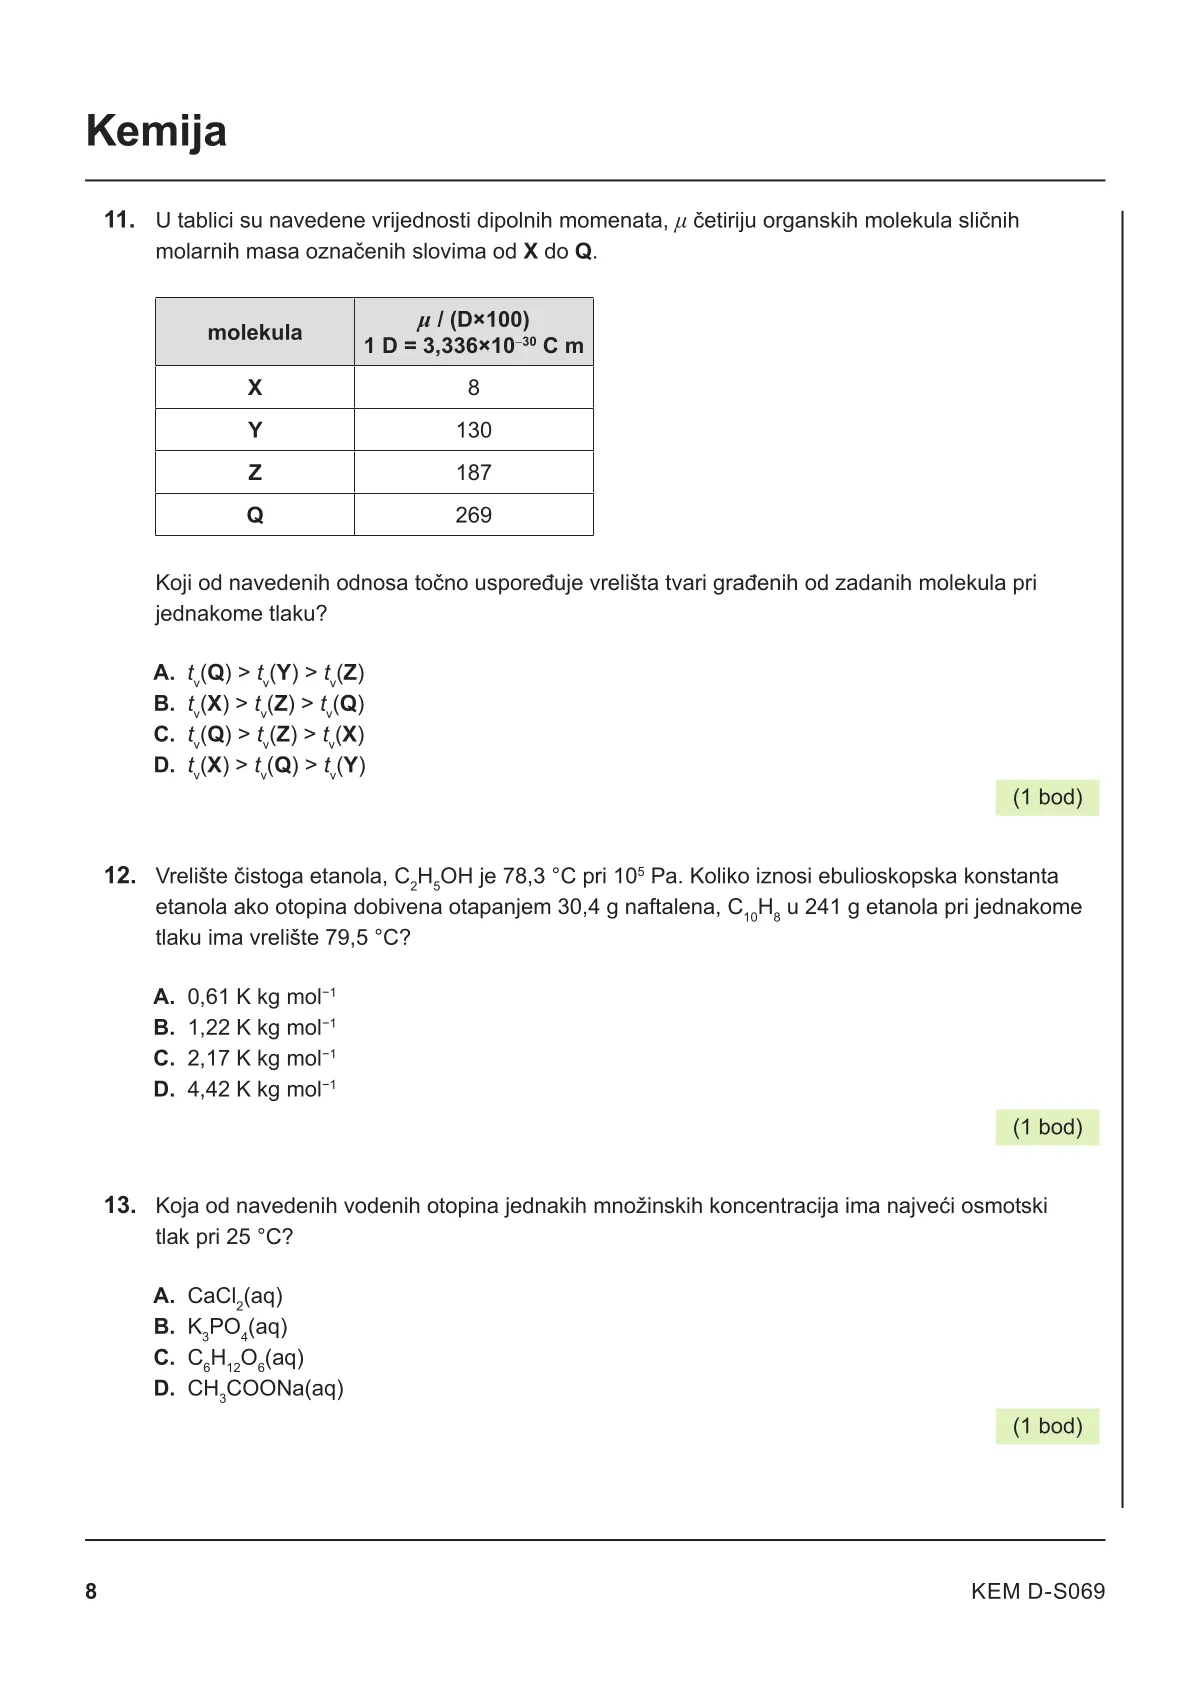 Kemija
11. U tablici su navedene vrijednosti dipolnih momenata, μ četiriju organskih molekula sličnih
molarnih masa označenih slovima od X do Q.
molekula
μ / (D×100)
1 D = 3,336×10⁻³⁰ C m
X 8
Y 130
Z 187
Q 269
Koji od navedenih odnosa točno uspoređuje vrelišta tvari građenih od zadanih molekula pri
jednakome tlaku?
A. tᵥ(Q) > tᵥ(Y) > tᵥ(Z)
B. tᵥ(X) > tᵥ(Z) > tᵥ(Q)
C. tᵥ(Q) > tᵥ(Z) > tᵥ(X)
D. tᵥ(X) > tᵥ(Q) > tᵥ(Y)
(1 bod)
12. Vrelište čistoga etanola, C₂H₅OH je 78,3 °C pri 10⁵ Pa. Koliko iznosi ebulioskopska konstanta
etanola ako otopina dobivena otapanjem 30,4 g naftalena, C₁₀H₈ u 241 g etanola pri jednakome
tlaku ima vrelište 79,5 °C?
A. 0,61 K kg mol⁻¹
B. 1,22 K kg mol⁻¹
C. 2,17 K kg mol⁻¹
D. 4,42 K kg mol⁻¹
(1 bod)
13. Koja od navedenih vodenih otopina jednakih množinskih koncentracija ima najveći osmotski
tlak pri 25 °C?
A. CaCl₂(aq)
B. K₃PO₄(aq)
C. C₆H₁₂O₆(aq)
D. CH₃COONa(aq)
(1 bod)
8 KEM D-S069